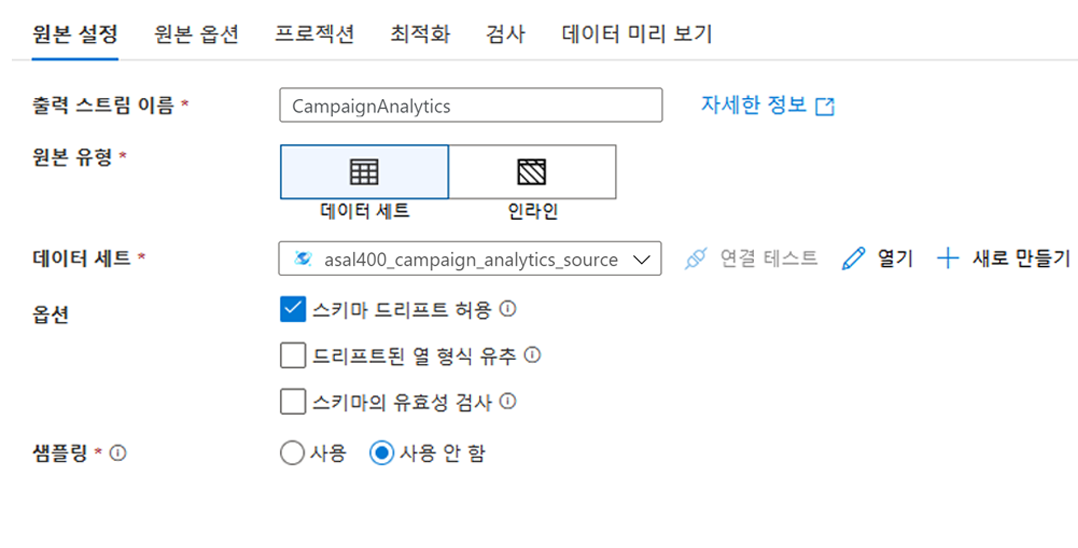 원본 설정 원본 옵션 프로젝션 최적화 검사 데이터 미리 보기
출력 스트림 이름 * CampaignAnalytics 자세한 정보
원본 유형 *
데이터 세트 인라인
데이터 세트 * asal400_campaign_analytics_source 연결 테스트 열기 새로 만들기
옵션 스키마 드리프트 허용
드리프트된 열 형식 유추
스키마의 유효성 검사
샘플링 * 사용 사용 안 함